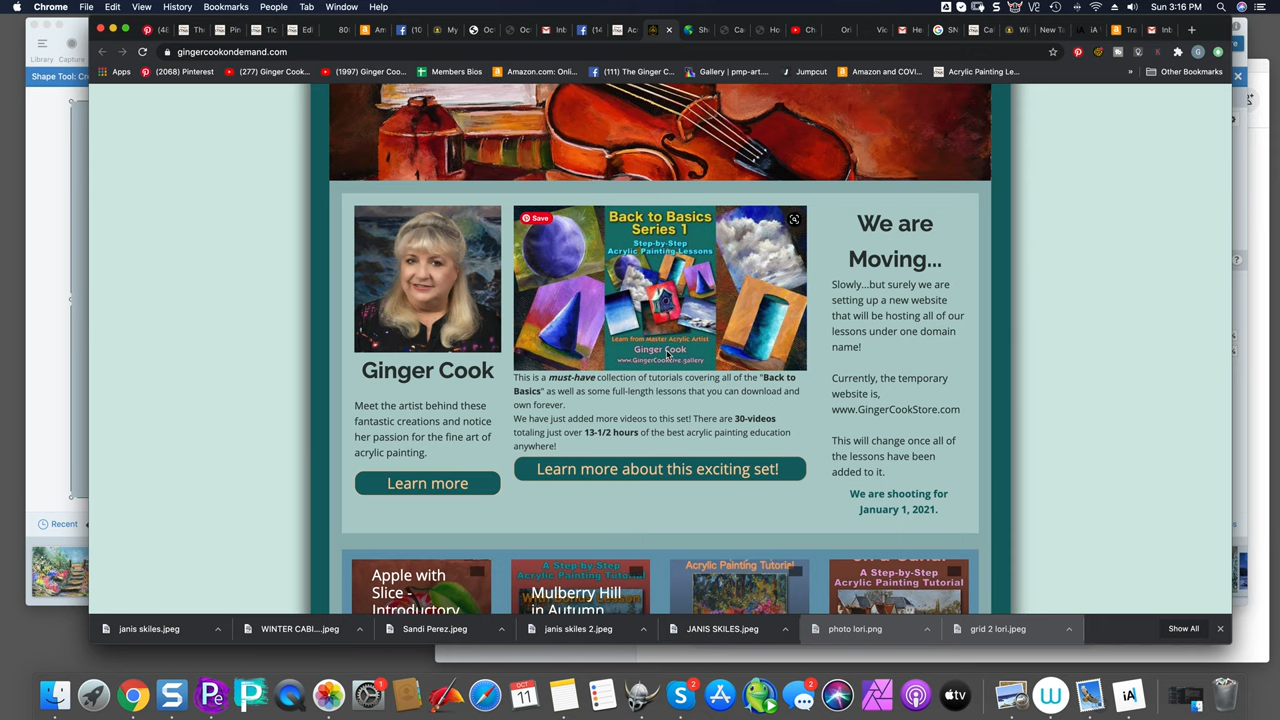 Chrome File Edit View History Bookmarks People Tab Window Help
V2 Sun 3:16 PM
gingercookondemand.com
Apps (2068) Pinterest (277) Ginger Cook... (1997) Ginger Coo... Members Bios Amazon.com: Onli... (111) The Ginger C... Gallery | pmp-art.... Jumpcut Amazon and COVI... Acrylic Painting Le... » Other Bookmarks
Library Capture
Shape Tool: Cr
Save
Back to Basics
Series 1
Step-by-Step
Acrylic Painting Lessons
Learn from Master Acrylic Artist
Ginger Cook
Ginger Cook
Meet the artist behind these
fantastic creations and notice
her passion for the fine art of
acrylic painting.
Learn more
This is a must-have collection of tutorials covering all of the "Back to
Basics" as well as some full-length lessons that you can download and
own forever.
We have just added more videos to this set! There are 30-videos
totaling just over 13-1/2 hours of the best acrylic painting education
anywhere!
Learn more about this exciting set!
We are
Moving...
Slowly...but surely we are
setting up a new website
that will be hosting all of our
lessons under one domain
name!
Currently, the temporary
website is,
www.GingerCookStore.com
This will change once all of
the lessons have been
added to it.
We are shooting for
January 1, 2021.
Recent
Apple with
Slice -
Introductory
A Step-by-Step
Mulberry Hill
in Autumn
Acrylic Painting Tutorial
A Step-by-Step
Acrylic Painting Tutorial
janis skiles.jpeg WINTER CABI....jpeg Sandi Perez.jpeg janis skiles 2.jpeg JANIS SKILES.jpeg photo lori.png grid 2 lori.jpeg Show All
OCT
11
tv
iA